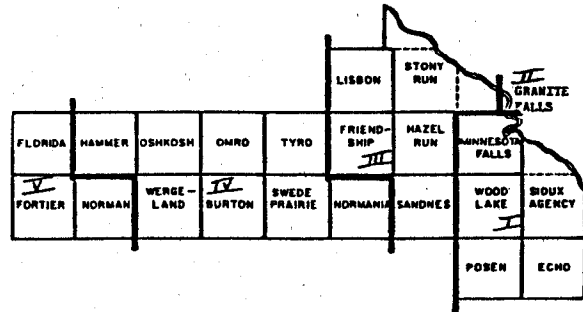 LISBON
STONY
RUN
II
GRANITE
FALLS
FLORIDA
HAMMER
OSHKOSH
OMRO
TYRO
FRIEND-
SHIP
III
HAZEL
RUN
MINNESOTA
FALLS
V
FORTIER
NORMAN
WERGE-
LAND
IV
BURTON
SWEDE
PRAIRIE
NORMANIA
SANDNES
WOOD
LAKE
I
SIOUX
AGENCY
POSEN
ECHO